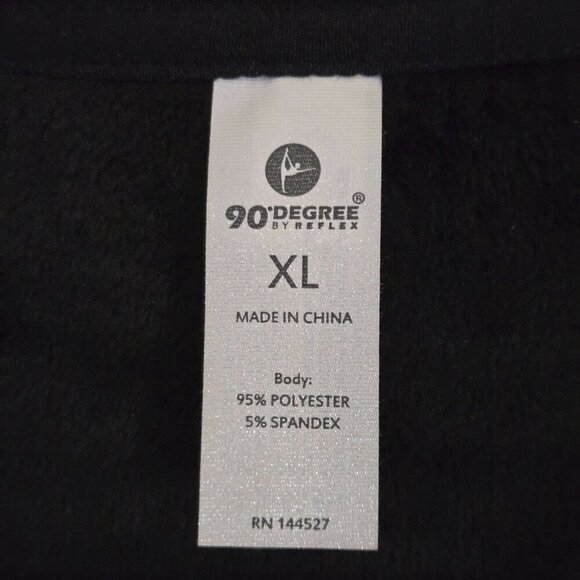 90°DEGREE®
BY REFLEX
XL
MADE IN CHINA
Body:
95% POLYESTER
5% SPANDEX
RN 144527